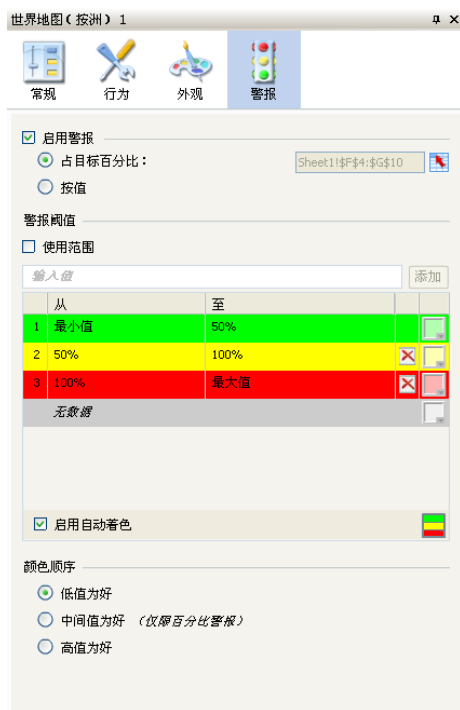 世界地图(按洲) 1
常规 行为 外观 警报
启用警报
占目标百分比: Sheet1!$F$4:$G$10
按值
警报阈值
使用范围
输入值 添加
从 至
1 最小值 50%
2 50% 100%
3 100% 最大值
无数据
启用自动着色
颜色顺序
低值为好
中间值为好 (仅限百分比警报)
高值为好